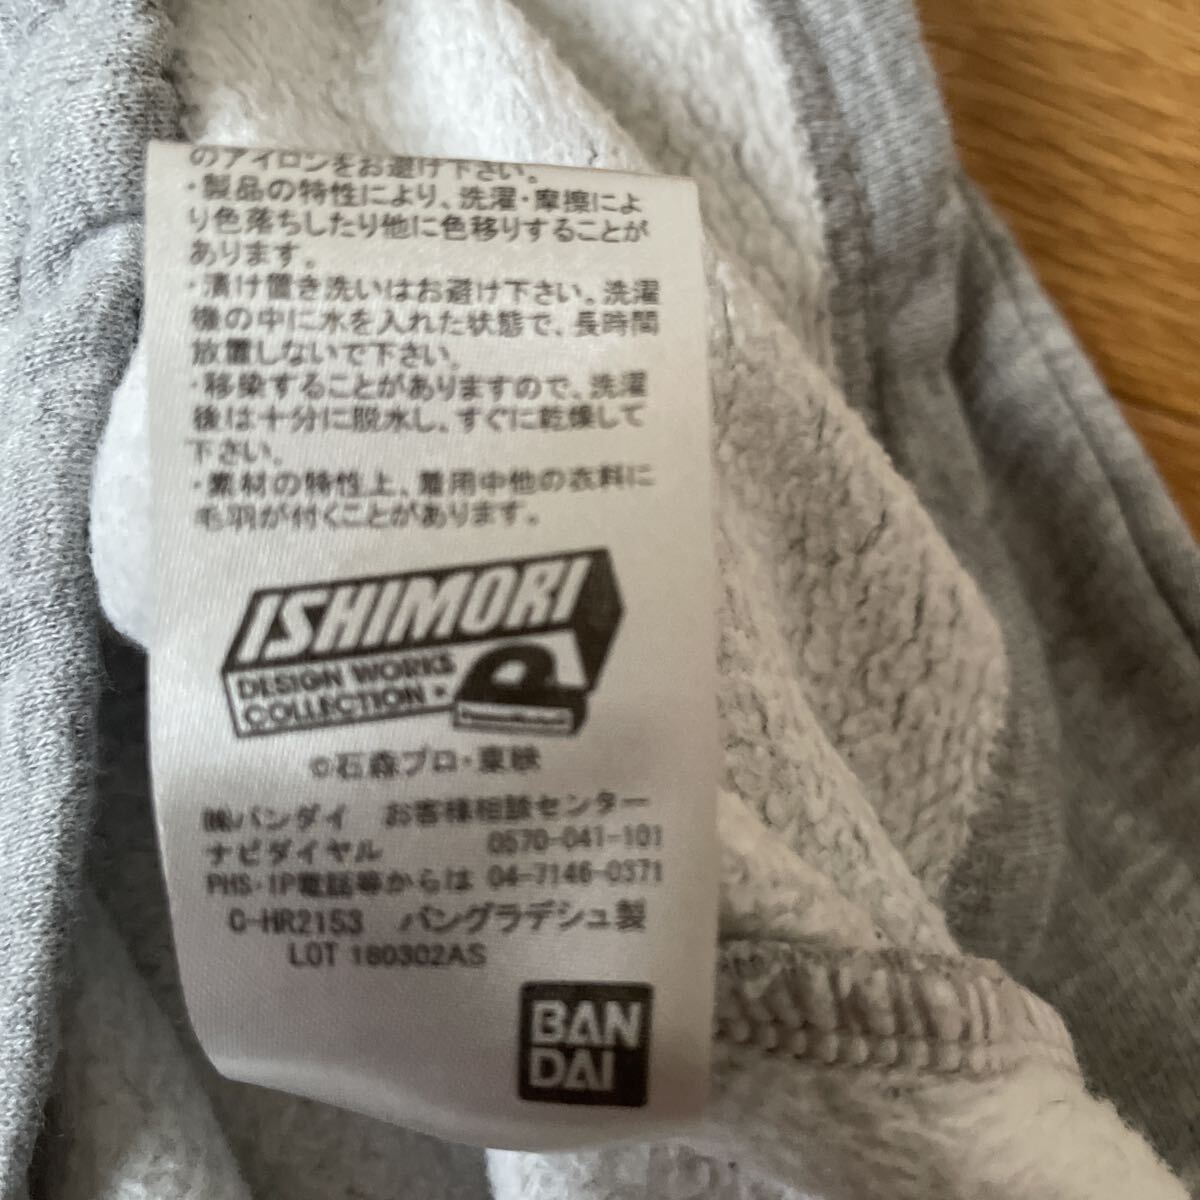 のアイロンをお避け下さい。
・製品の特性により、洗濯・摩擦によ
り色落ちしたり他に色移りすることが
あります。
・漬け置き洗いはお避け下さい。洗濯
機の中に水を入れた状態で、長時間
放置しないで下さい。
・移染することがありますので、洗濯
後は十分に脱水し、すぐに乾燥して
下さい。
・素材の特性上、着用中他の衣料に
毛羽が付くことがあります。
ISHIMORI
DESIGN WORKS
COLLECTION
©石森プロ・東映
㈱バンダイ お客様相談センター
ナビダイヤル 0570-041-101
PHS・IP電話等からは 04-7146-0371
C-HR2153 バングラデシュ製
LOT 180302AS
BAN
DAI